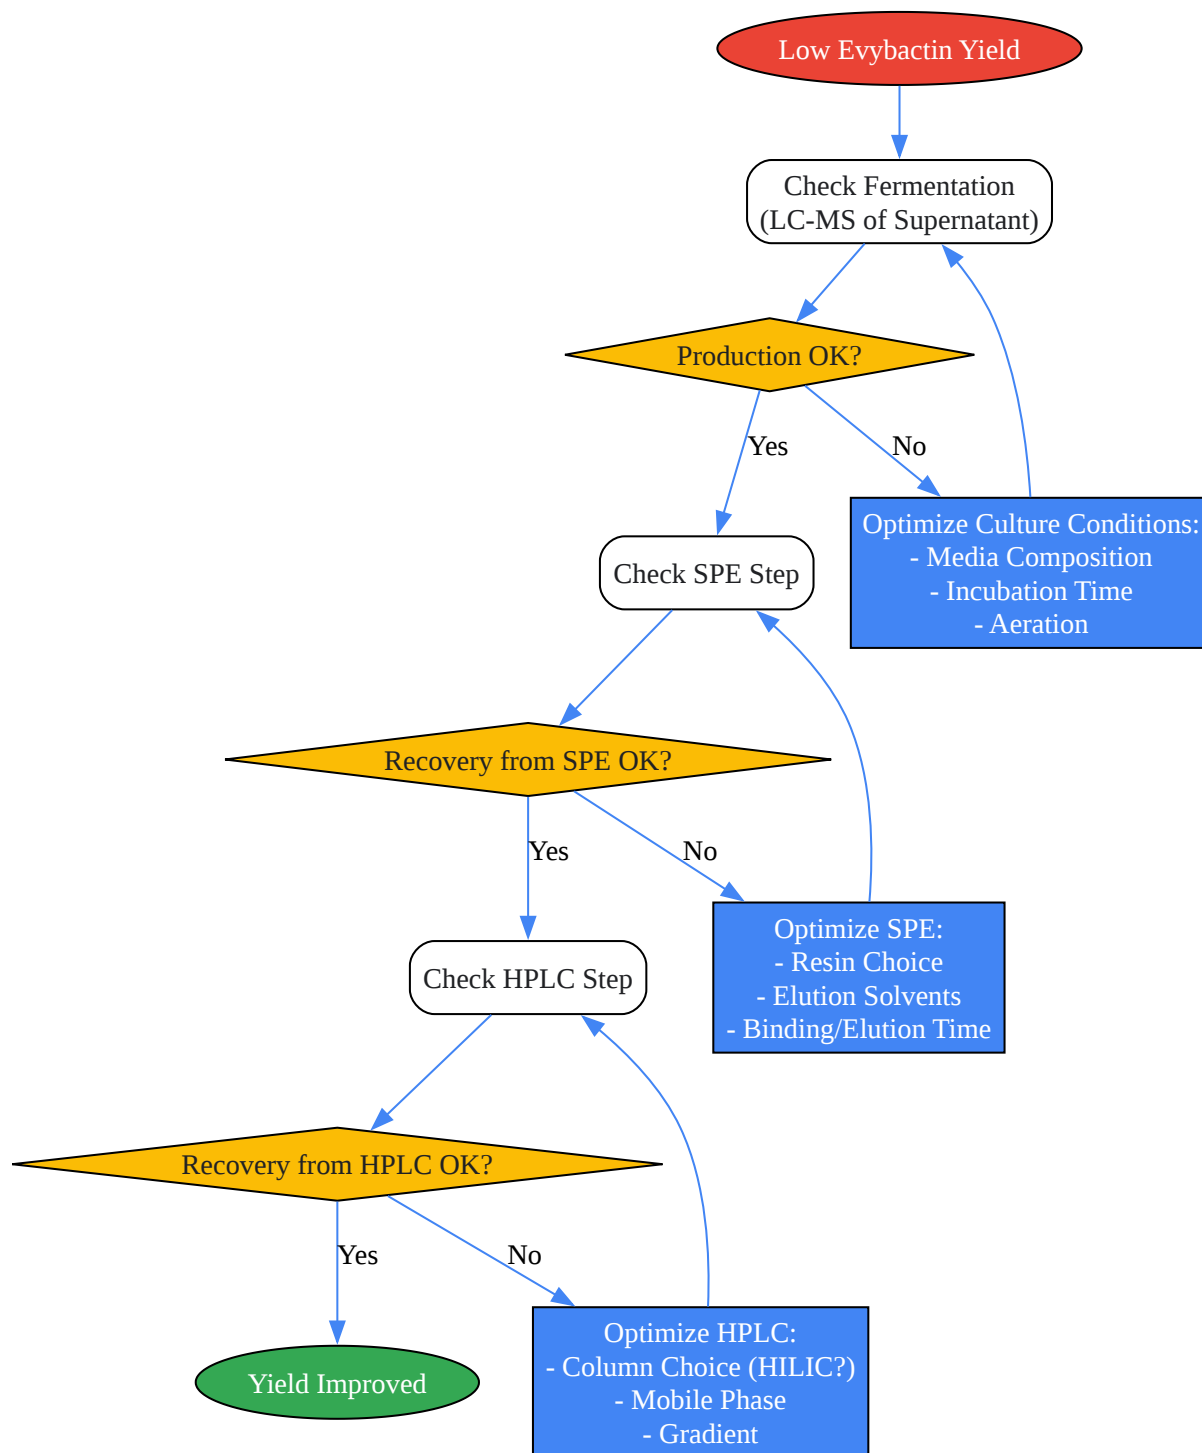 Low Evybactin Yield
Check Fermentation
(LC-MS of Supernatant)
Production OK?
Yes
No
Optimize Culture Conditions:
- Media Composition
- Incubation Time
- Aeration
Check SPE Step
Recovery from SPE OK?
Yes
No
Optimize SPE:
- Resin Choice
- Elution Solvents
- Binding/Elution Time
Check HPLC Step
Recovery from HPLC OK?
Yes
No
Optimize HPLC:
- Column Choice (HILIC?)
- Mobile Phase
- Gradient
Yield Improved